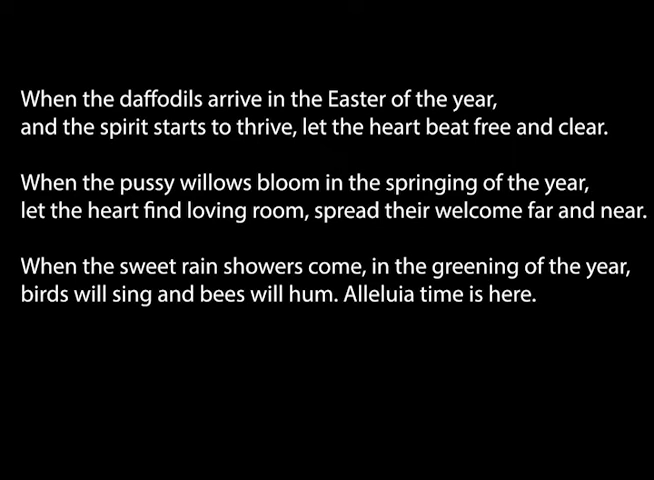 When the daffodils arrive in the Easter of the year,
and the spirit starts to thrive, let the heart beat free and clear.
When the pussy willows bloom in the springing of the year,
let the heart find loving room, spread their welcome far and near.
When the sweet rain showers come, in the greening of the year,
birds will sing and bees will hum. Alleluia time is here.